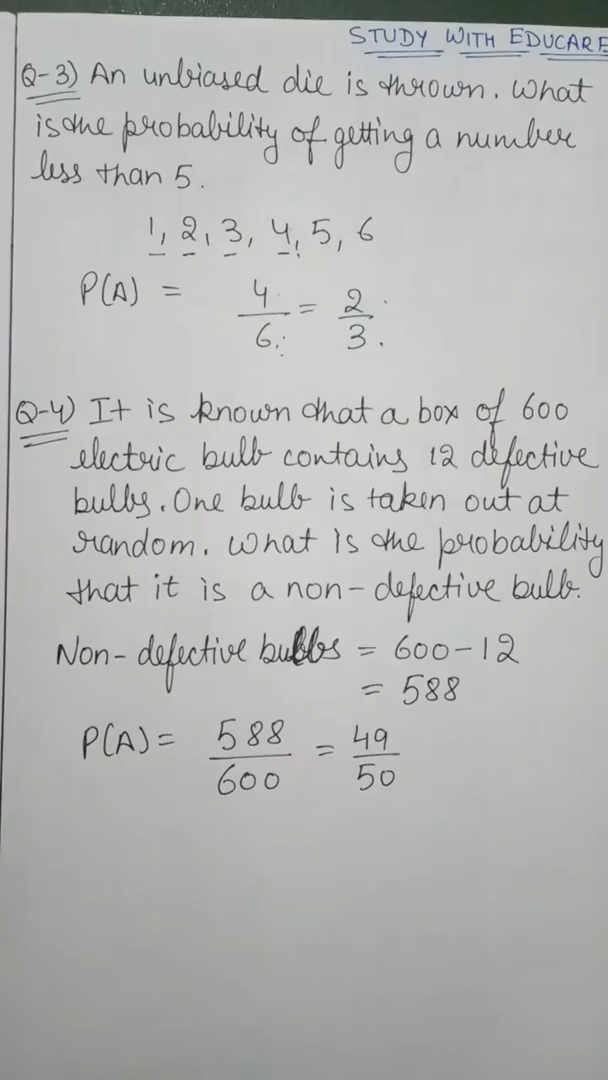 STUDY WITH EDUCARE
Q-3) An unbiased die is thrown. What
is the probability of getting a number
less than 5.
1, 2, 3, 4, 5, 6
P(A) = 4/6 = 2/3.
Q-4) It is known that a box of 600
electric bulb contains 12 defective
bulbs. One bulb is taken out at
random. What is the probability
that it is a non-defective bulb.
Non-defective bulbs = 600-12
= 588
P(A) = 588/600 = 49/50